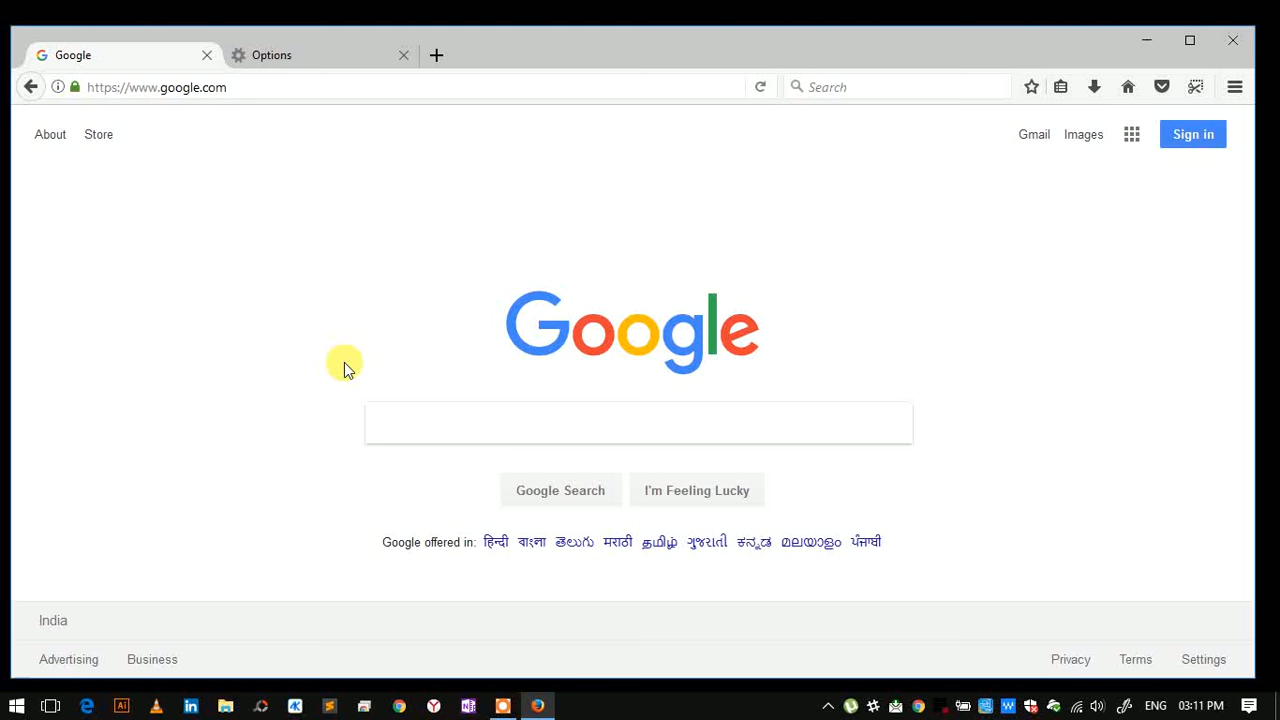 Google
Options
https://www.google.com
Search
About
Store
Gmail
Images
Sign in
Google
Google Search
I'm Feeling Lucky
Google offered in: हिन्दी বাংলা తెలుగు मराठी தமிழ் ગુજરાતી ಕನ್ನಡ മലയാളം ਪੰਜਾਬੀ
India
Advertising
Business
Privacy
Terms
Settings
ENG
03:11 PM